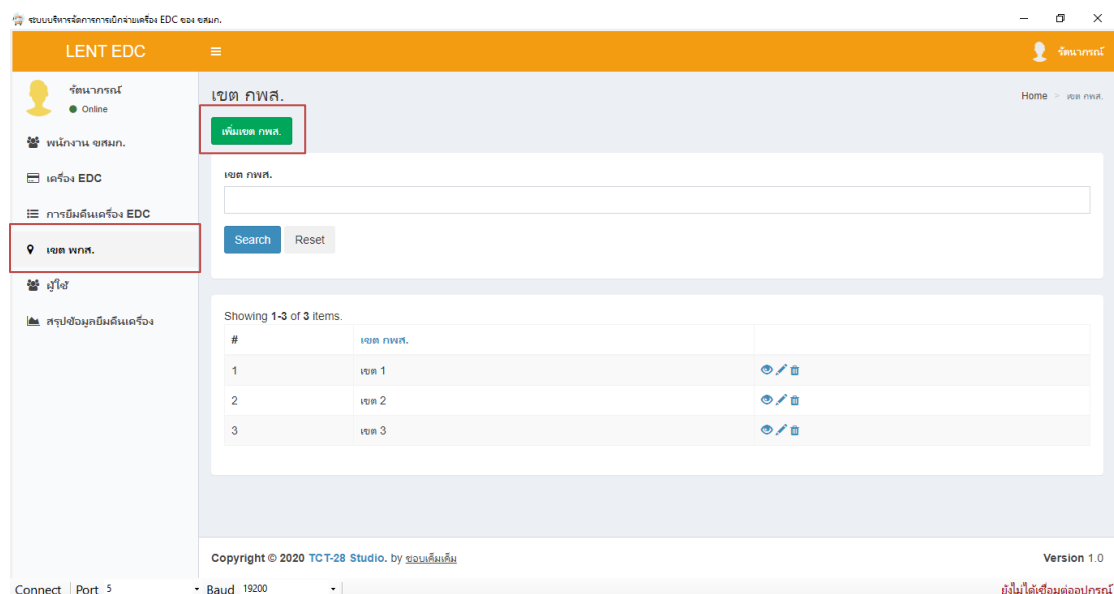 ระบบบริหารจัดการการเบิกจ่ายเครื่อง EDC ของ ขสมก.
LENT EDC
รัตนาภรณ์
รัตนาภรณ์
Online
พนักงาน ขสมก.
เครื่อง EDC
การยืมคืนเครื่อง EDC
เขต พกส.
ผู้ใช้
สรุปข้อมูลยืมคืนเครื่อง
เขต กพส.
Home > เขต กพส.
เพิ่มเขต กพส.
เขต กพส.
Search Reset
Showing 1-3 of 3 items.
# เขต กพส.
1 เขต 1
2 เขต 2
3 เขต 3
Copyright © 2020 TCT-28 Studio. by ชอบเค็มเค็ม
Version 1.0
Connect Port 5 Baud 19200
ยังไม่ได้เชื่อมต่ออุปกรณ์